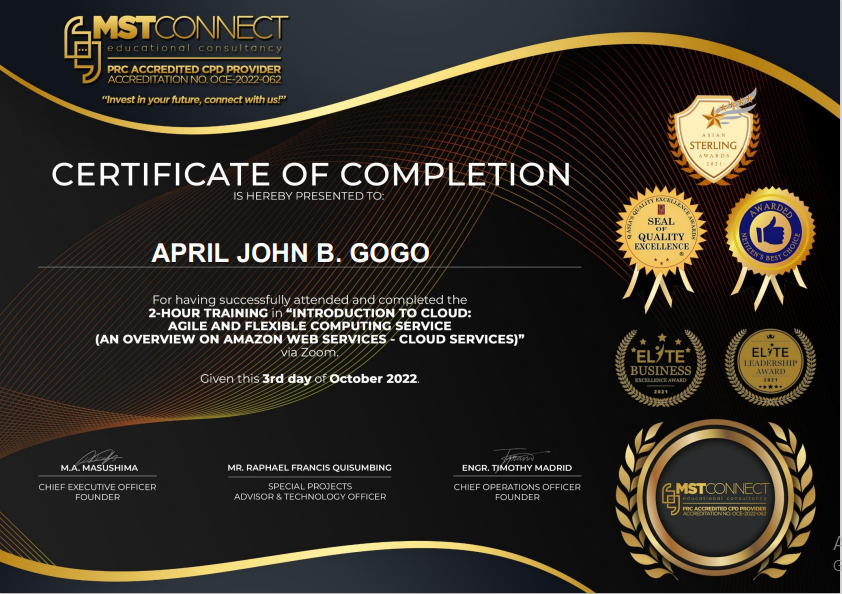 MSTCONNECT
educational consultancy
PRC ACCREDITED CPD PROVIDER
ACCREDITATION NO. OCE-2022-062
“Invest in your future, connect with us!”
CERTIFICATE OF COMPLETION
IS HEREBY PRESENTED TO:
APRIL JOHN B. GOGO
For having successfully attended and completed the
2-HOUR TRAINING in “INTRODUCTION TO CLOUD:
AGILE AND FLEXIBLE COMPUTING SERVICE
(AN OVERVIEW ON AMAZON WEB SERVICES - CLOUD SERVICES)”
via Zoom.
Given this 3rd day of October 2022.
M.A. MASUSHIMA
CHIEF EXECUTIVE OFFICER
FOUNDER
MR. RAPHAEL FRANCIS QUISUMBING
SPECIAL PROJECTS
ADVISOR & TECHNOLOGY OFFICER
ENGR. TIMOTHY MADRID
CHIEF OPERATIONS OFFICER
FOUNDER
ASIAN
STERLING
AWARDS
2021
ASIA'S QUALITY EXCELLENCE AWARDS
SEAL
OF
QUALITY
EXCELLENCE
AWARDED
NETIZEN'S BEST CHOICE
ELITE
BUSINESS
EXCELLENCE AWARD
2021
ELITE
LEADERSHIP
AWARD
2021
MSTCONNECT
educational consultancy
PRC ACCREDITED CPD PROVIDER
ACCREDITATION NO. OCE-2022-062